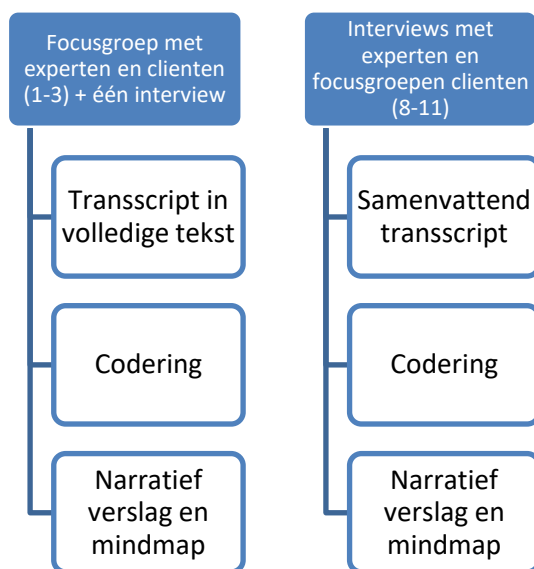 Focusgroep met
experten en clienten
(1-3) + één interview
Transscript in
volledige tekst
Codering
Narratief
verslag en
mindmap
Interviews met
experten en
focusgroepen clienten
(8-11)
Samenvattend
transscript
Codering
Narratief
verslag en
mindmap